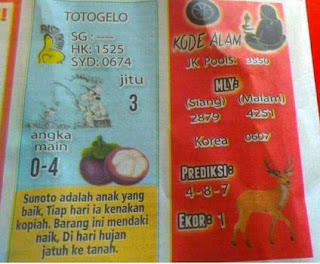 TOTOGELO
SG : ----
HK: 1525
SYD: 0674
jitu
3
angka
main
0-4
Sunoto adalah anak yang
baik, Tiap hari ia kenakan
kopiah. Barang ini mendaki
naik, Di hari hujan
jatuh ke tanah.
KODE ALAM
JK Pools: 3550
MLY:
(Siang) (Malam)
2879 4251
Korea 0607
PREDIKSI:
4-8-7
EKOR: 1